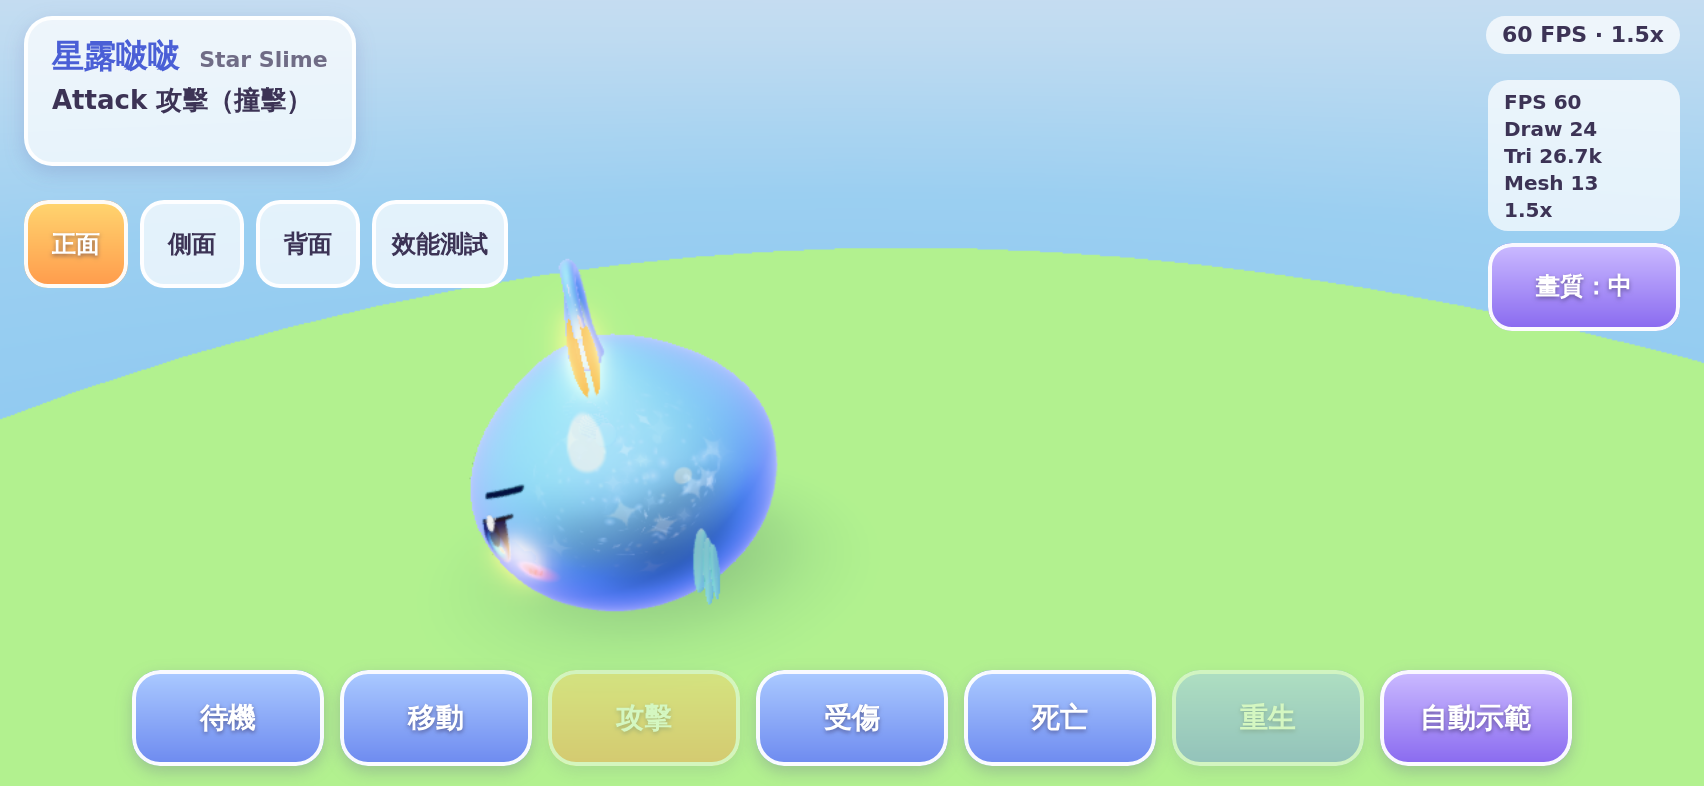 星露啵啵 Star Slime
Attack 攻擊（撞擊）
60 FPS · 1.5x
FPS 60
Draw 24
Tri 26.7k
Mesh 13
1.5x
正面 側面 背面 效能測試
畫質：中
待機 移動 攻擊 受傷 死亡 重生 自動示範